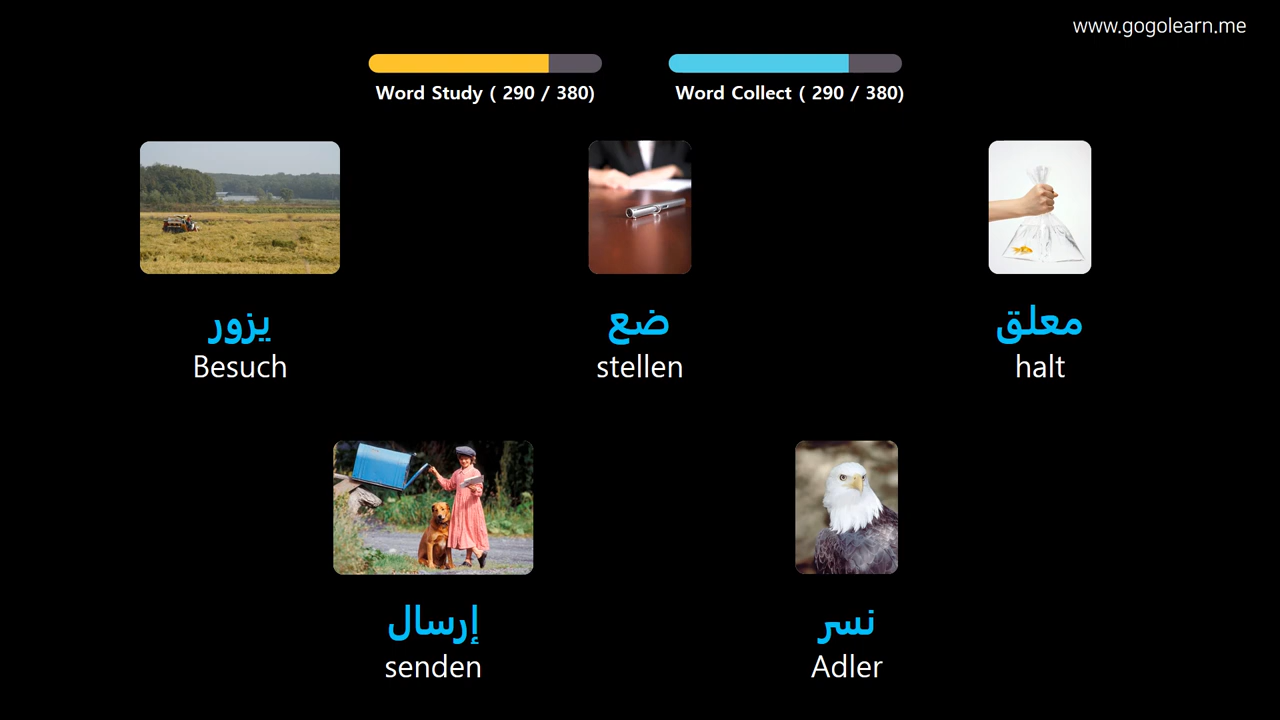 www.gogolearn.me
Word Study ( 290 / 380)
Word Collect ( 290 / 380)
يزور
Besuch
ضع
stellen
معلق
halt
إرسال
senden
نسر
Adler